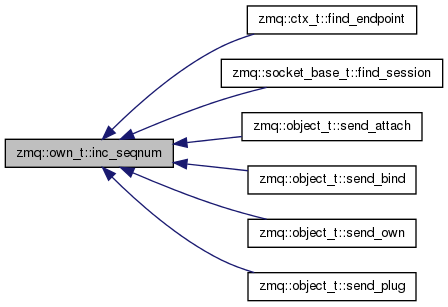 zmq::ctx_t::find_endpoint
zmq::socket_base_t::find_session
zmq::object_t::send_attach
zmq::own_t::inc_seqnum
zmq::object_t::send_bind
zmq::object_t::send_own
zmq::object_t::send_plug